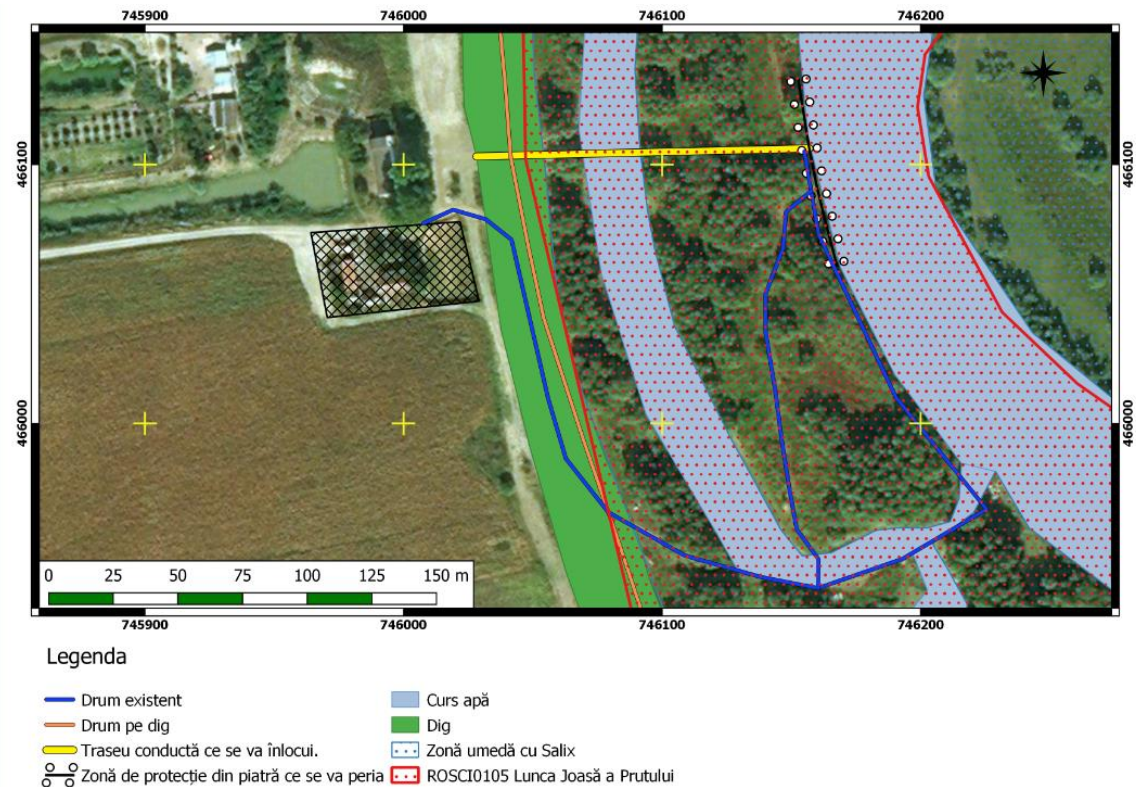 745900 746000 746100 746200
466100 466100
466000 466000
0 25 50 75 100 125 150 m
745900 746000 746100 746200
Legenda
Drum existent
Drum pe dig
Traseu conductă ce se va înlocui.
Zonă de protecție din piatră ce se va peria
Curs apă
Dig
Zonă umedă cu Salix
ROSCI0105 Lunca Joasă a Prutului